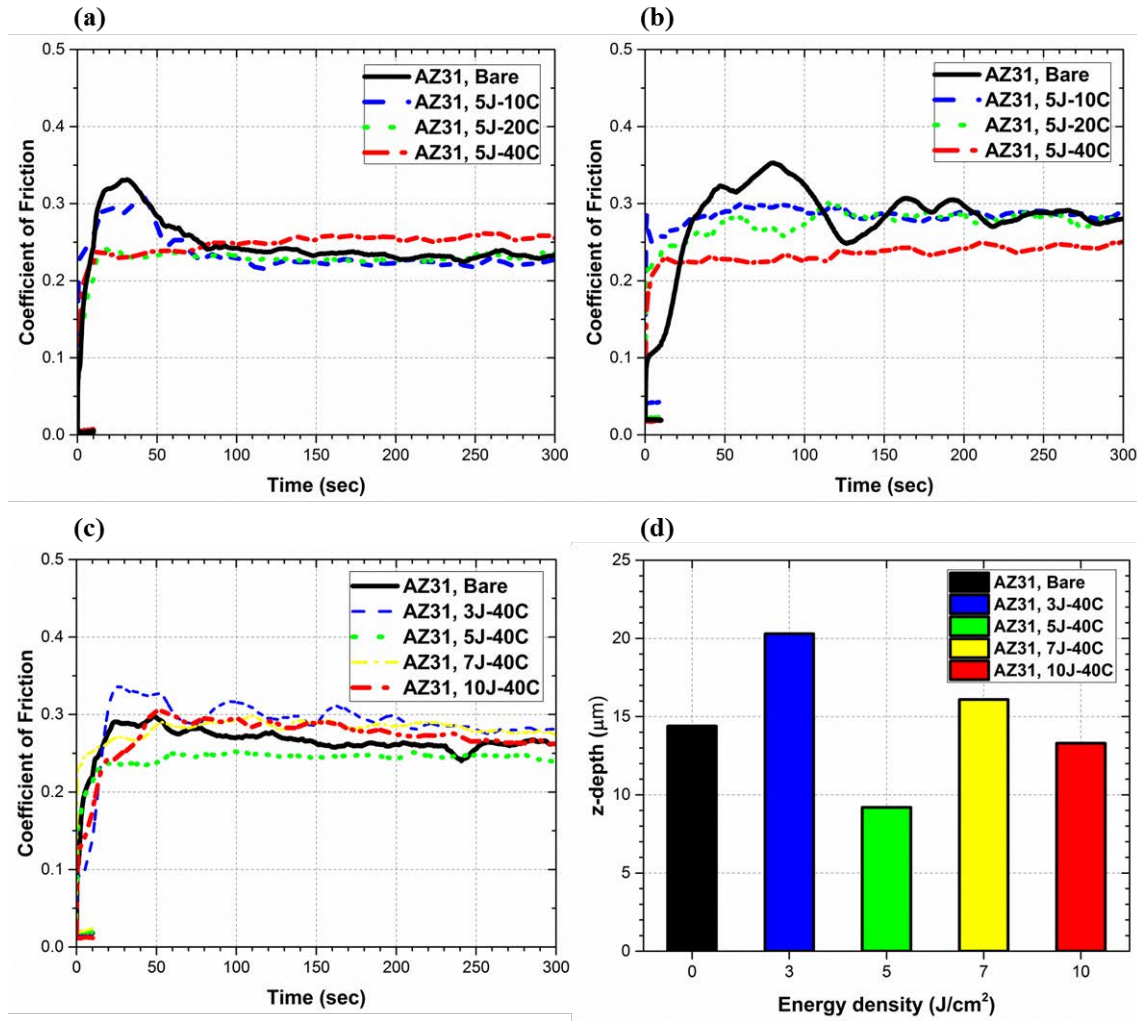 (a)
0.5
0.4
0.3
0.2
0.1
0.0
Coefficient of Friction
AZ31, Bare
AZ31, 5J-10C
AZ31, 5J-20C
AZ31, 5J-40C
0 50 100 150 200 250 300
Time (sec)
(b)
0.5
0.4
0.3
0.2
0.1
0.0
Coefficient of Friction
AZ31, Bare
AZ31, 5J-10C
AZ31, 5J-20C
AZ31, 5J-40C
0 50 100 150 200 250 300
Time (sec)
(c)
0.5
0.4
0.3
0.2
0.1
0.0
Coefficient of Friction
AZ31, Bare
AZ31, 3J-40C
AZ31, 5J-40C
AZ31, 7J-40C
AZ31, 10J-40C
0 50 100 150 200 250 300
Time (sec)
(d)
25
20
15
10
5
0
z-depth (μm)
AZ31, Bare
AZ31, 3J-40C
AZ31, 5J-40C
AZ31, 7J-40C
AZ31, 10J-40C
0 3 5 7 10
Energy density (J/cm²)